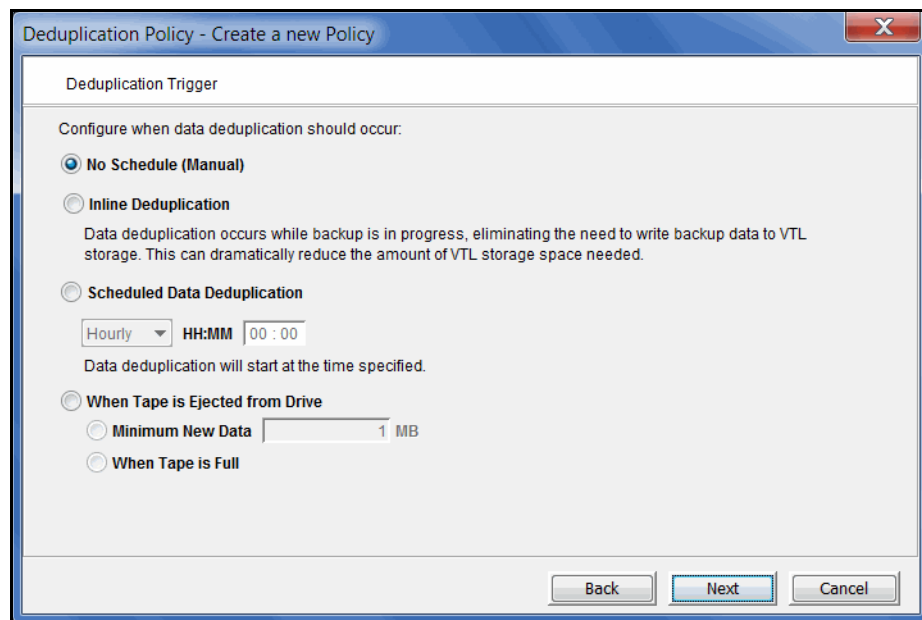 Deduplication Policy - Create a new Policy
X
Deduplication Trigger
Configure when data deduplication should occur:
No Schedule (Manual)
Inline Deduplication
Data deduplication occurs while backup is in progress, eliminating the need to write backup data to VTL
storage. This can dramatically reduce the amount of VTL storage space needed.
Scheduled Data Deduplication
Hourly HH:MM 00 : 00
Data deduplication will start at the time specified.
When Tape is Ejected from Drive
Minimum New Data 1 MB
When Tape is Full
Back Next Cancel